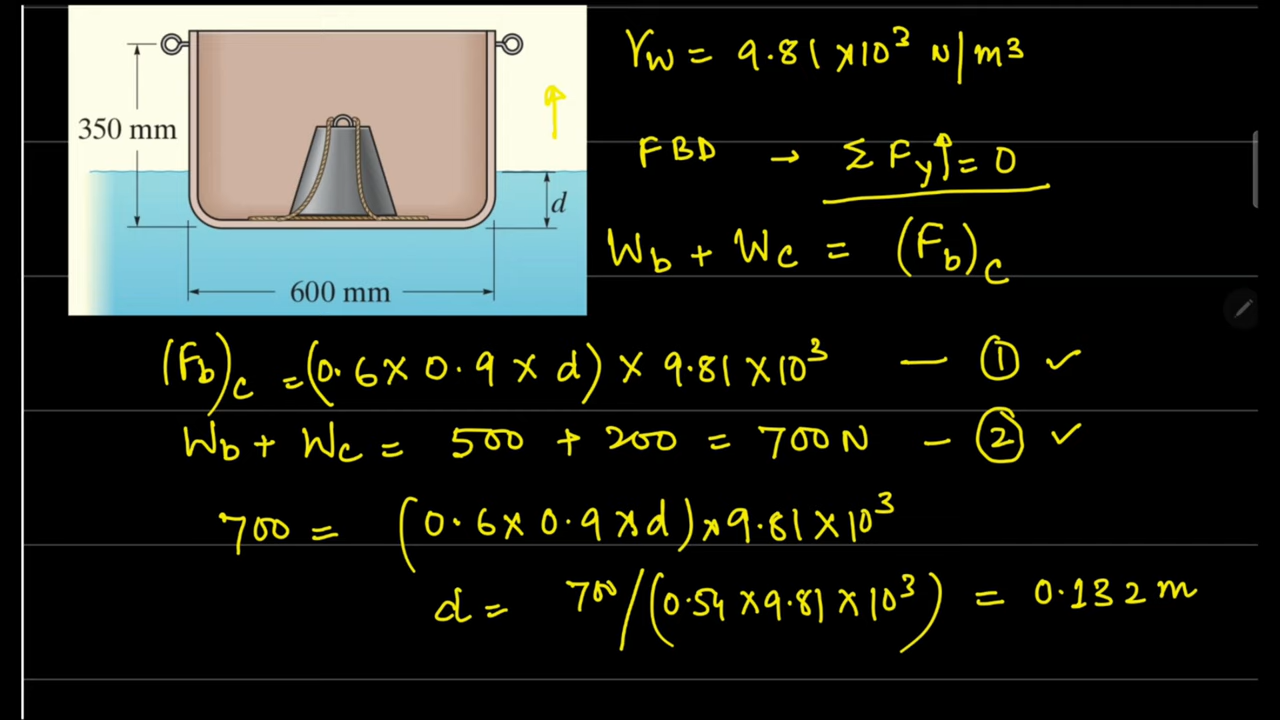 350 mm
d
600 mm
γw = 9.81 × 10³ N/m³
FBD → Σ Fy↑ = 0
Wb + Wc = (Fb)c
(Fb)c = (0.6 × 0.9 × d) × 9.81 × 10³ — ① ✓
Wb + Wc = 500 + 200 = 700 N — ② ✓
700 = (0.6 × 0.9 × d) × 9.81 × 10³
d = 700/(0.54 × 9.81 × 10³) = 0.132 m